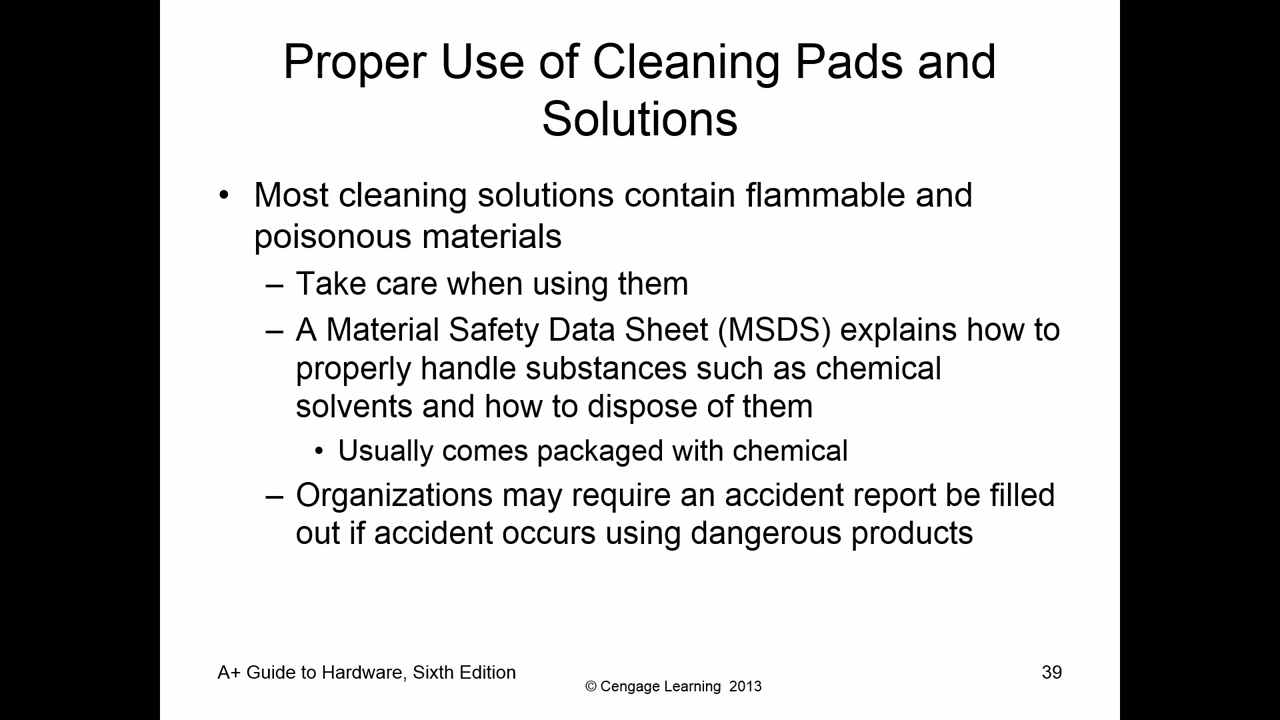 Proper Use of Cleaning Pads and
Solutions
• Most cleaning solutions contain flammable and
poisonous materials
– Take care when using them
– A Material Safety Data Sheet (MSDS) explains how to
properly handle substances such as chemical
solvents and how to dispose of them
• Usually comes packaged with chemical
– Organizations may require an accident report be filled
out if accident occurs using dangerous products
A+ Guide to Hardware, Sixth Edition
© Cengage Learning 2013
39